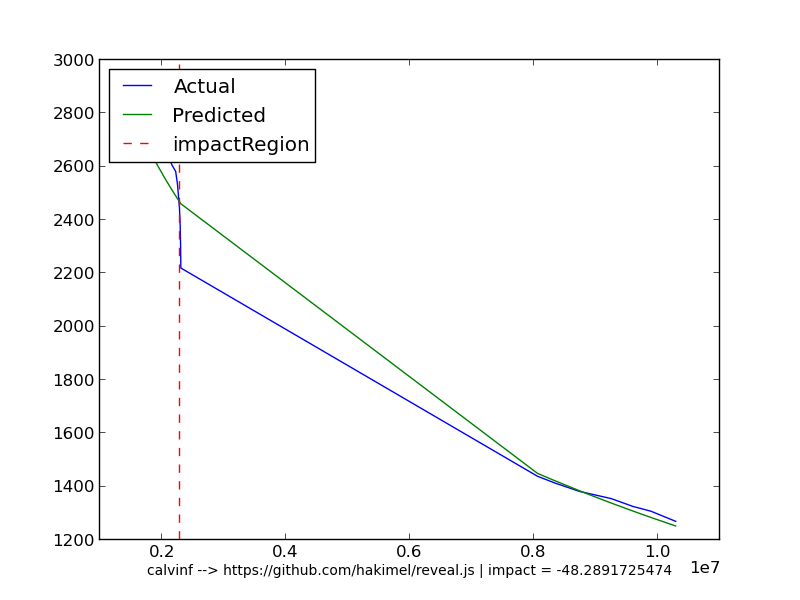 3000
2800
2600
2400
2200
2000
1800
1600
1400
1200
Actual
Predicted
impactRegion
0.2 0.4 0.6 0.8 1.0
1e7
calvinf --> https://github.com/hakimel/reveal.js | impact = -48.2891725474